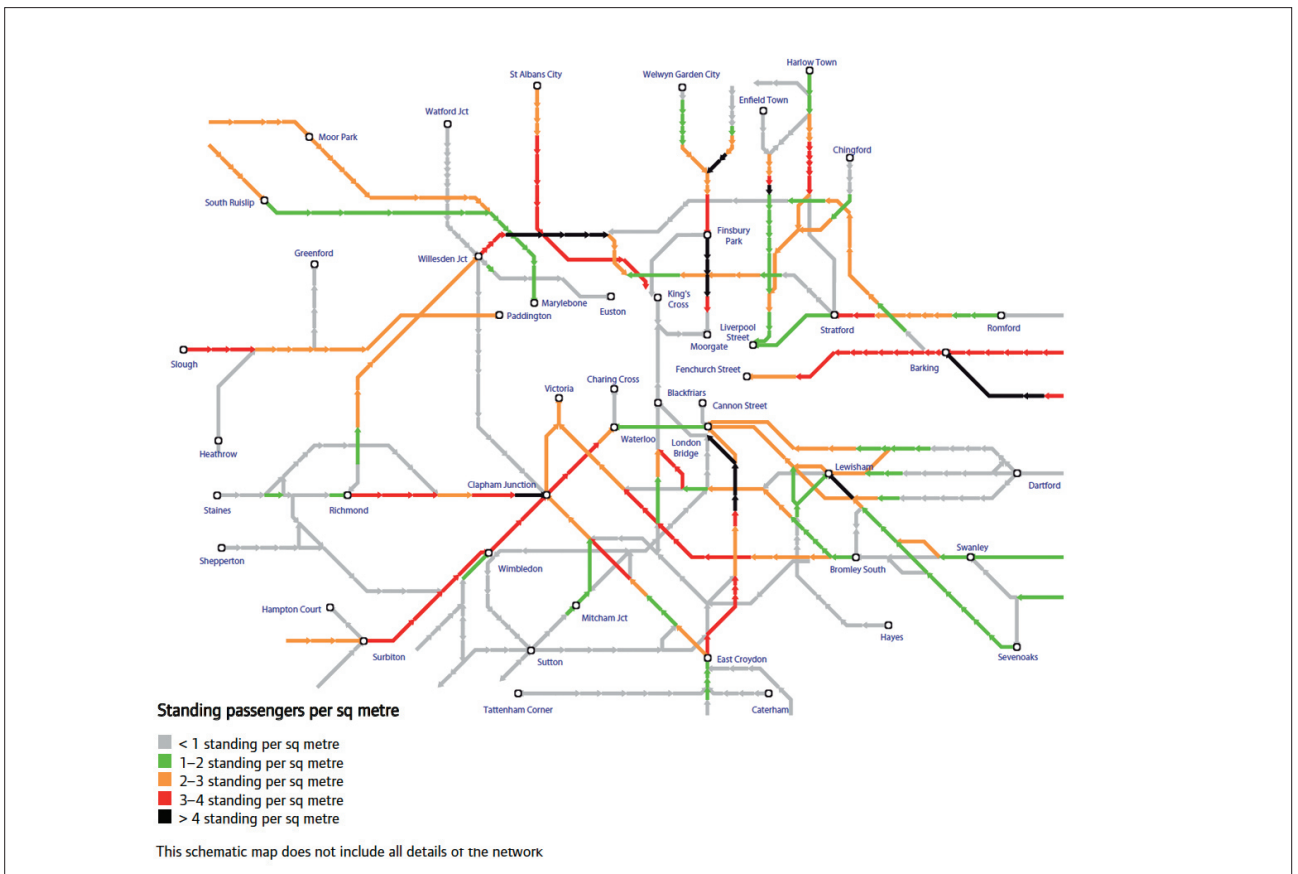 Harlow Town
St Albans City
Welwyn Garden City
Enfield Town
Watford Jct
Moor Park
Chingford
South Ruislip
Finsbury
Park
Greenford
Willesden Jct
King's
Cross
Marylebone
Euston
Paddington
Liverpool
Street
Stratford
Romford
Moorgate
Slough
Fenchurch Street
Barking
Victoria
Charing Cross
Blackfriars
Cannon Street
Waterloo
London
Bridge
Heathrow
Lewisham
Clapham Junction
Dartford
Staines
Richmond
Shepperton
Wimbledon
Bromley South
Swanley
Hampton Court
Mitcham Jct
Hayes
Surbiton
Sutton
East Croydon
Sevenoaks
Tattenham Corner
Caterham
Standing passengers per sq metre
< 1 standing per sq metre
1–2 standing per sq metre
2–3 standing per sq metre
3–4 standing per sq metre
> 4 standing per sq metre
This schematic map does not include all details of the network